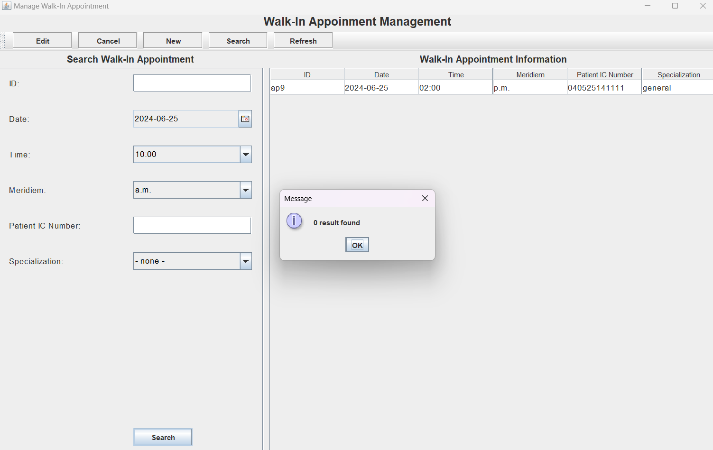 Manage Walk-In Appointment
Walk-In Appoinment Management
Edit Cancel New Search Refresh
Search Walk-In Appointment
ID:
Date: 2024-06-25
Time: 10:00
Meridiem: a.m.
Patient IC Number:
Specialization: - none -
Search
Walk-In Appointment Information
ID Date Time Meridiem Patient IC Number Specialization
ap9 2024-06-25 02:00 p.m. 040525141111 general
Message
0 result found
OK